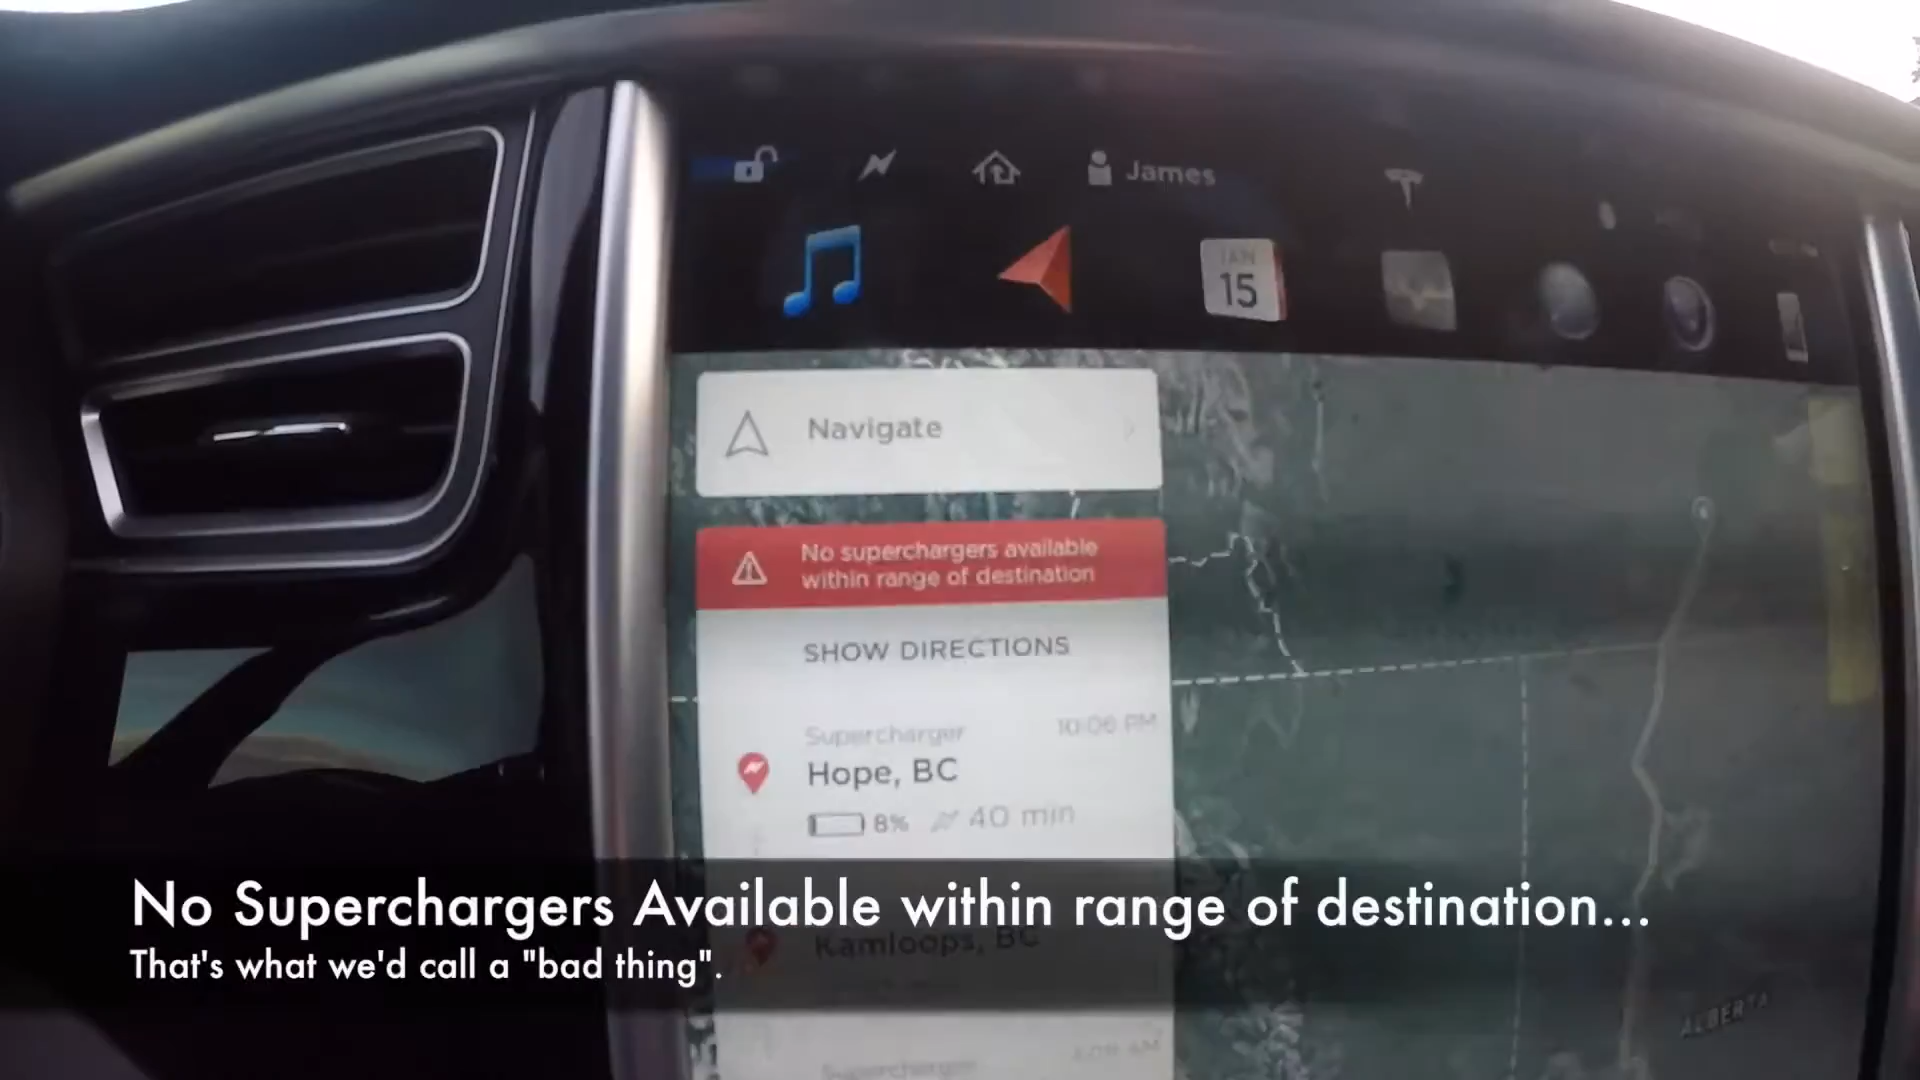 James
JAN
15
Navigate
No superchargers available
within range of destination
SHOW DIRECTIONS
Supercharger
10:06 PM
Hope, BC
8% 40 min
No Superchargers Available within range of destination...
Kamloops, BC
That's what we'd call a "bad thing".
Supercharger
AM
ALBERTA